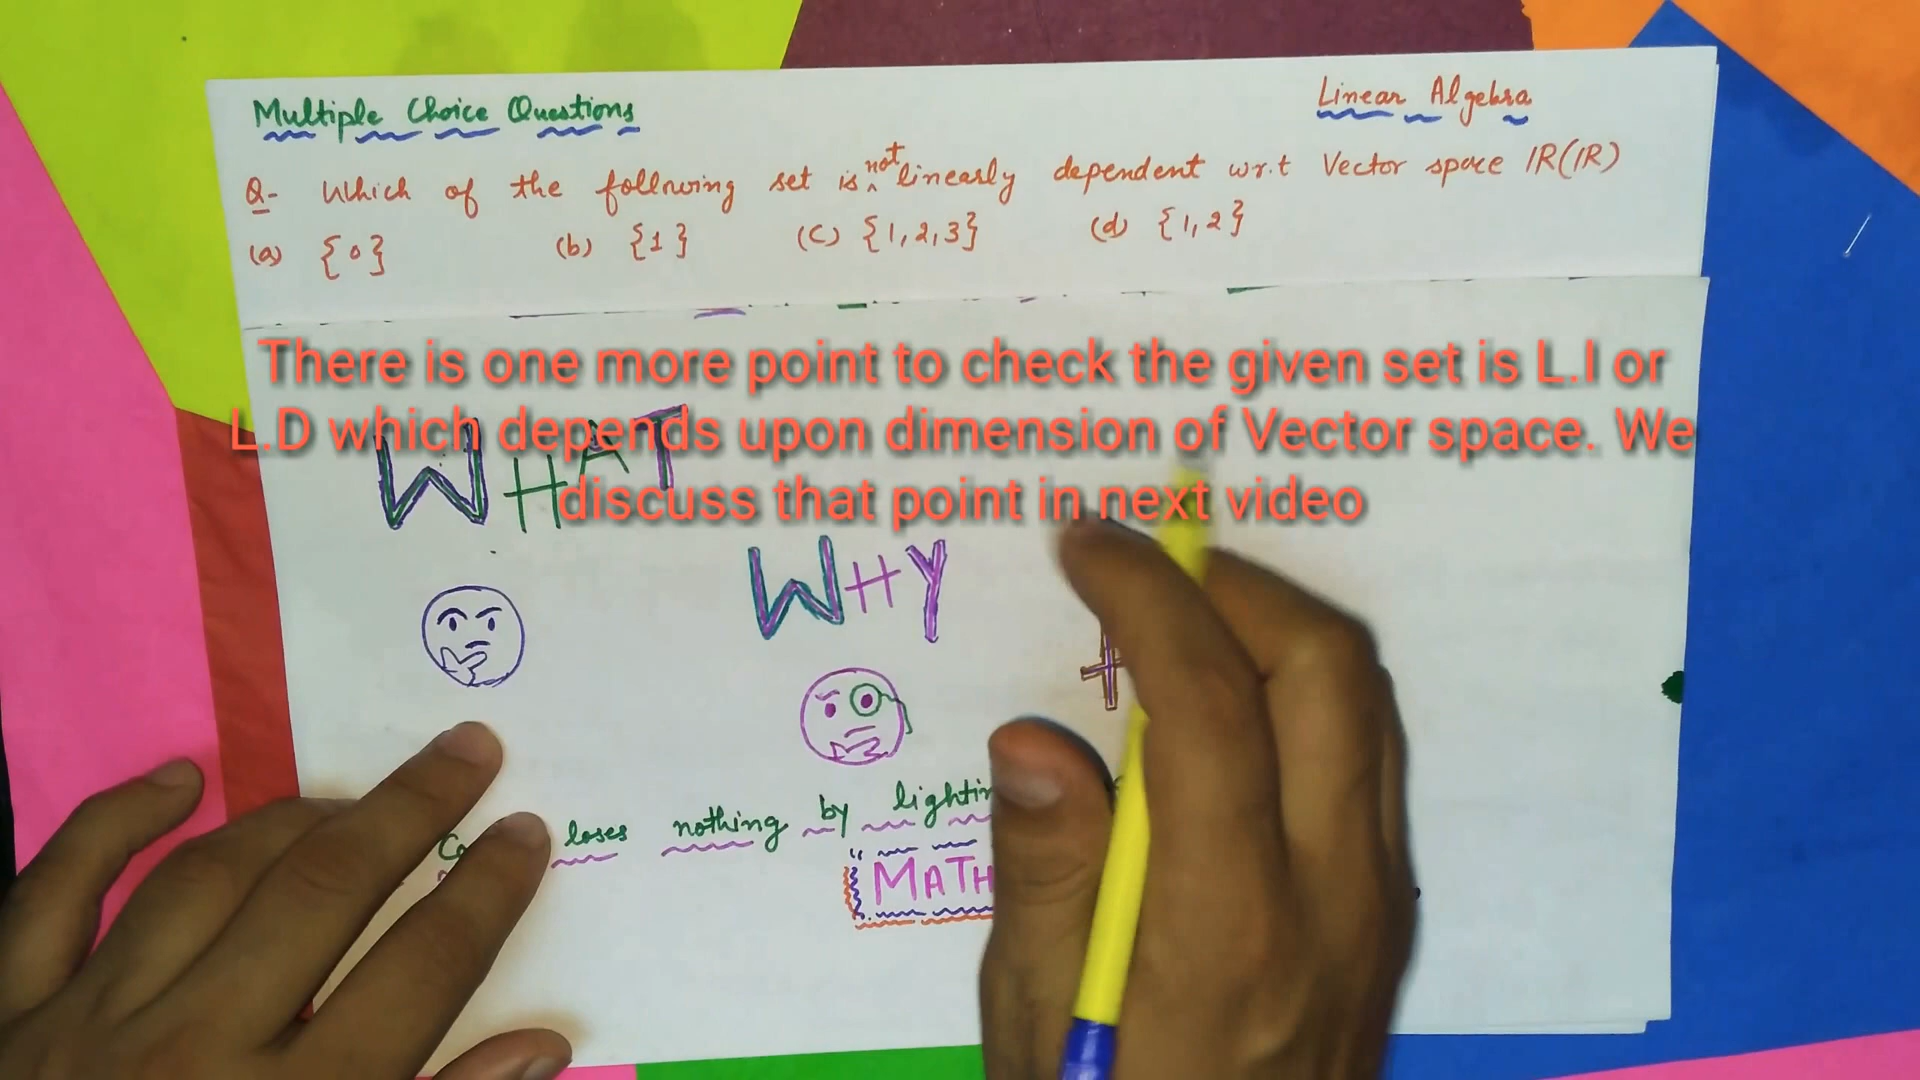 Multiple Choice Questions
Linear Algebra
Q- Which of the following set is not linearly dependent w.r.t Vector space IR(IR)
(a) {0} (b) {1} (c) {1,2,3} (d) {1,2}
There is one more point to check the given set is L.I or
L.D which depends upon dimension of Vector space. We
discuss that point in next video
WHAT
WHY
loses nothing by
MATH